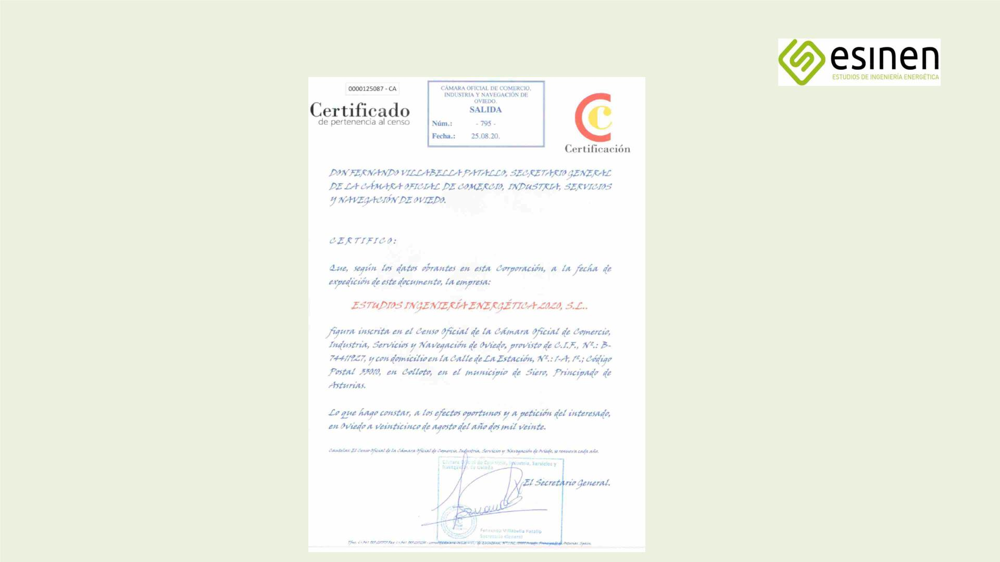 esinen
ESTUDIOS DE INGENIERÍA ENERGÉTICA
0000125087 - CA
Certificado
de pertenencia al censo
CÁMARA OFICIAL DE COMERCIO,
INDUSTRIA Y NAVEGACIÓN DE
OVIEDO.
SALIDA
Núm.: - 795 -
Fecha.: 25.08.20.
Certificación
DON FERNANDO VILLABELLA PATALLO, SECRETARIO GENERAL
DE LA CÁMARA OFICIAL DE COMERCIO, INDUSTRIA, SERVICIOS
Y NAVEGACIÓN DE OVIEDO.
CERTIFICO:
Que, según los datos obrantes en esta Corporación, a la fecha de
expedición de este documento, la empresa:
ESTUDIOS INGENIERÍA ENERGÉTICA 2020, S.L..
figura inscrita en el Censo Oficial de la Cámara Oficial de Comercio,
Industria, Servicios y Navegación de Oviedo, provisto de C.I.F., Nº.: B-
74411927, y con domicilio en la Calle de La Estación, Nº.: 1-A, 1º.; Código
Postal 33010, en Colloto, en el municipio de Siero, Principado de
Asturias.
Lo que hago constar, a los efectos oportunos y a petición del interesado,
en Oviedo a veinticinco de agosto del año dos mil veinte.
Cautelas: El Censo Oficial de la Cámara Oficial de Comercio, Industria, Servicios y Navegación de Oviedo, se renueva cada año.
Cámara Oficial de Comercio, Industria, Servicios y
Navegación de Oviedo
El Secretario General.
Fernando Villabella Patallo
Secretario General